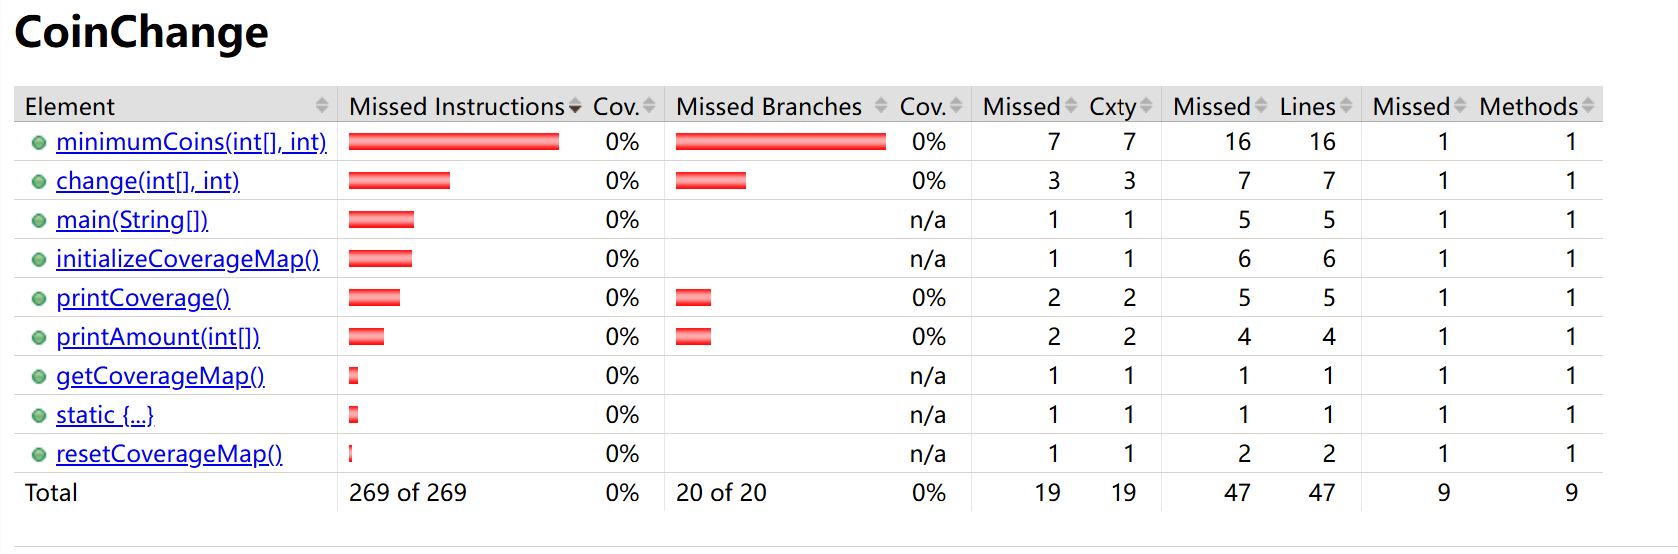 CoinChange
Element Missed Instructions Cov. Missed Branches Cov. Missed Cxty Missed Lines Missed Methods
minimumCoins(int[], int) 0% 0% 7 7 16 16 1 1
change(int[], int) 0% 0% 3 3 7 7 1 1
main(String[]) 0% n/a 1 1 5 5 1 1
initializeCoverageMap() 0% n/a 1 1 6 6 1 1
printCoverage() 0% 0% 2 2 5 5 1 1
printAmount(int[]) 0% 0% 2 2 4 4 1 1
getCoverageMap() 0% n/a 1 1 1 1 1 1
static {...} 0% n/a 1 1 1 1 1 1
resetCoverageMap() 0% n/a 1 1 2 2 1 1
Total 269 of 269 0% 20 of 20 0% 19 19 47 47 9 9